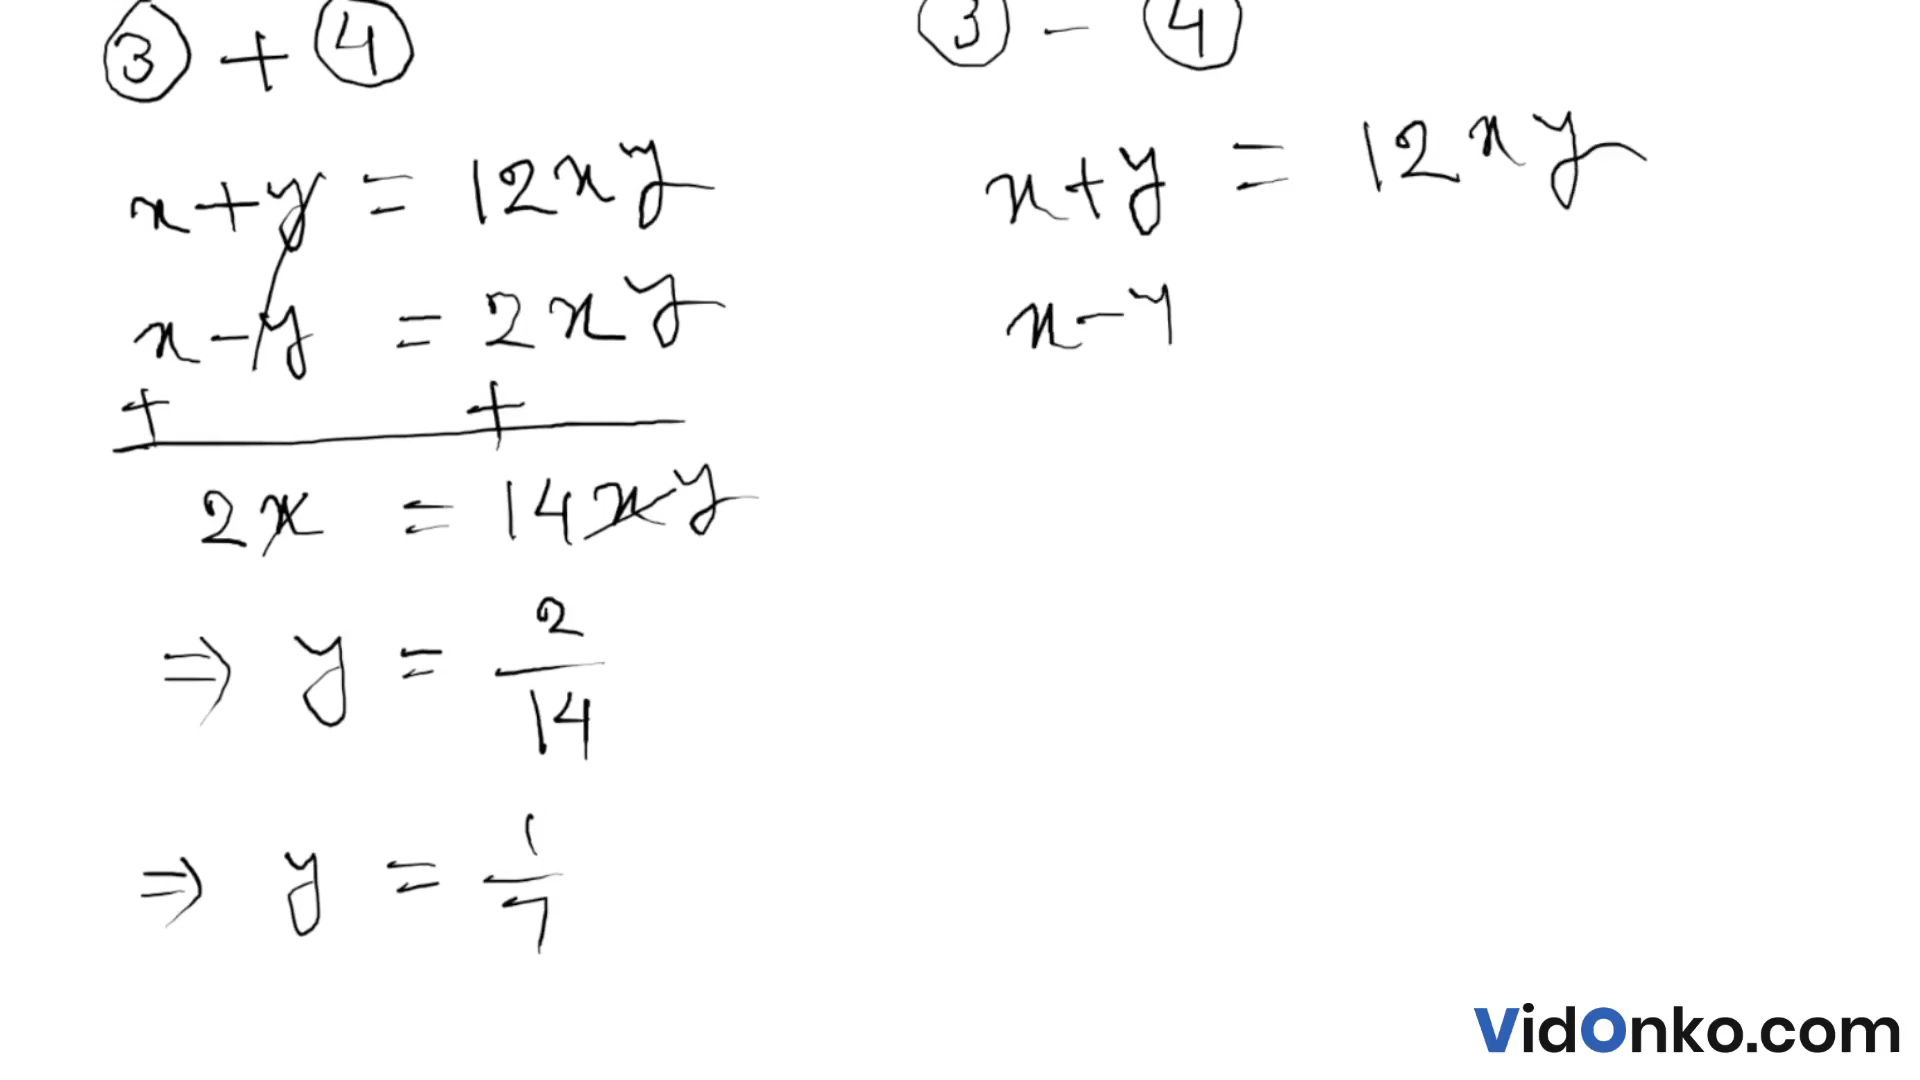 ③ + ④
x+y = 12xy
x-y = 2xy
+ +
2x = 14xy
⇒ y = 2/14
⇒ y = 1/7
③ - ④
x+y = 12xy
x-y
VidOnko.com